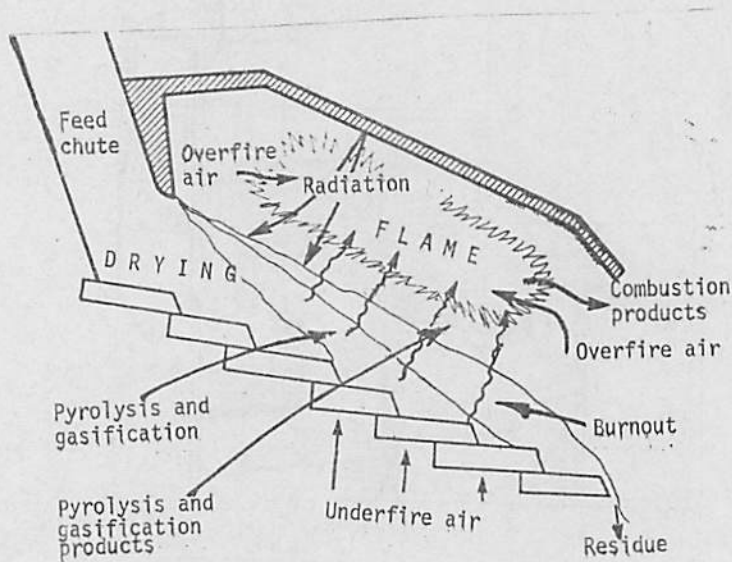 Feed
chute
Overfire
air
Radiation
FLAME
DRYING
Combustion
products
Overfire air
Pyrolysis and
gasification
Burnout
Pyrolysis and
gasification
products
Underfire air
Residue